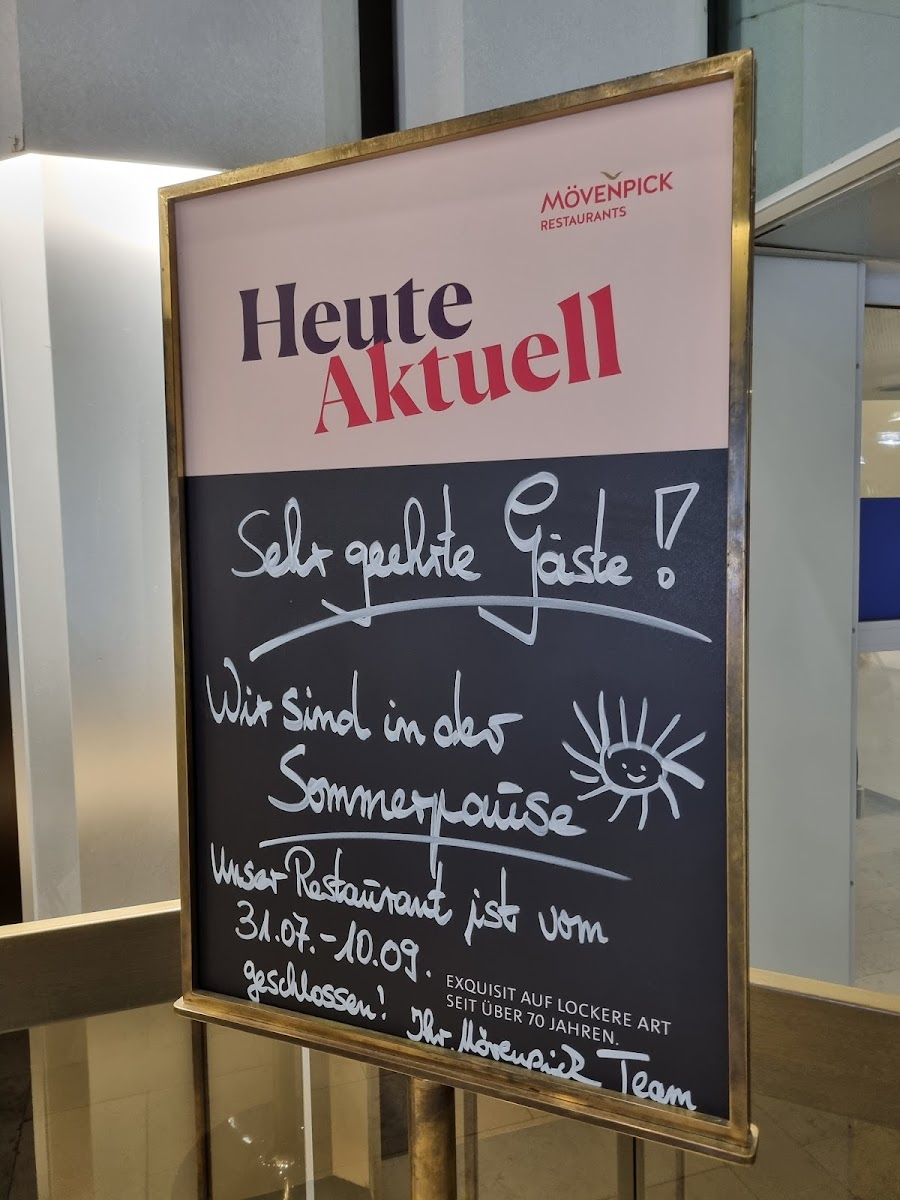 MÖVENPICK
RESTAURANTS
Heute
Aktuell
Sehr geehrte Gäste!
Wir sind in der
Sommerpause
Unser Restaurant ist vom
31.07.-10.09.
geschlossen!
EXQUISIT AUF LOCKERE ART
SEIT ÜBER 70 JAHREN.
Ihr Mövenpick Team